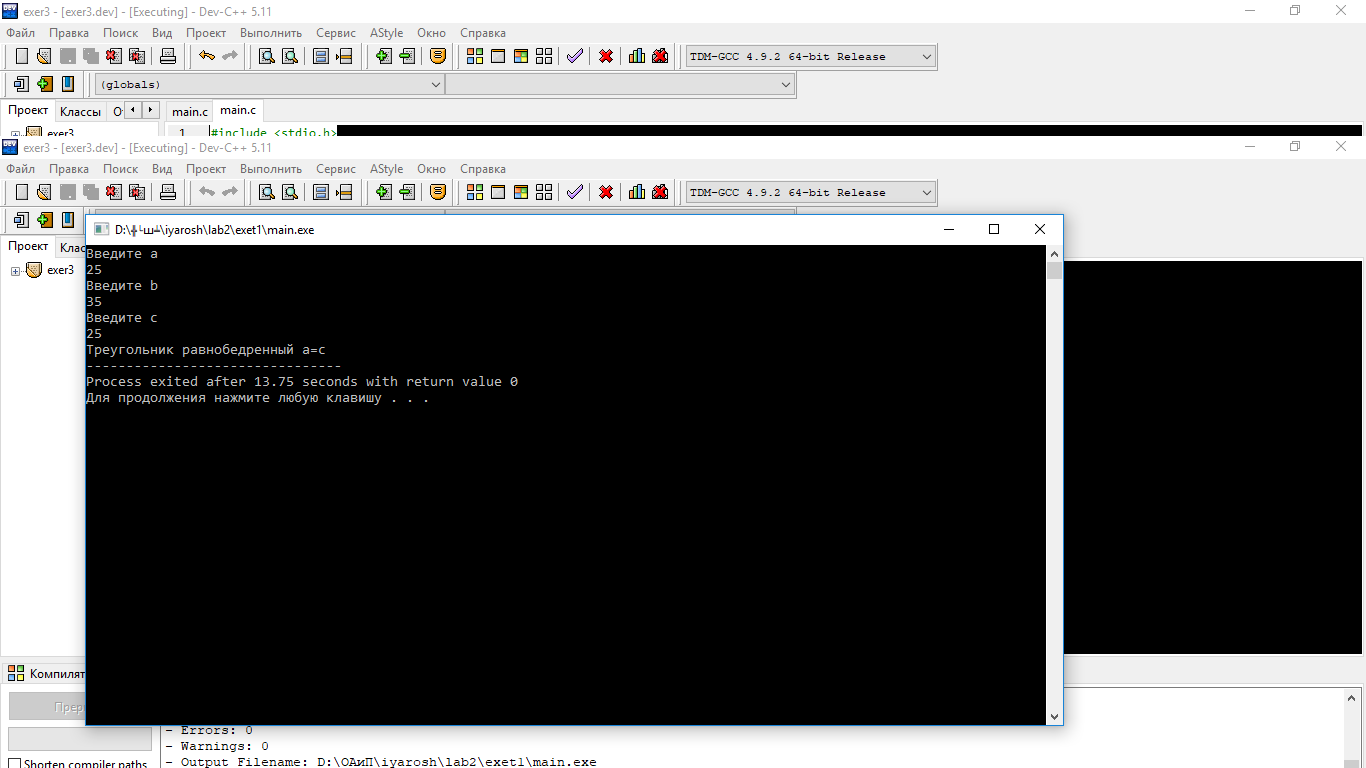 exer3 - [exer3.dev] - [Executing] - Dev-C++ 5.11
Файл Правка Поиск Вид Проект Выполнить Сервис AStyle Окно Справка
TDM-GCC 4.9.2 64-bit Release
(globals)
Проект Классы О main.c main.c
exer3 1 #include <stdio.h>
exer3 - [exer3.dev] - [Executing] - Dev-C++ 5.11
Файл Правка Поиск Вид Проект Выполнить Сервис AStyle Окно Справка
TDM-GCC 4.9.2 64-bit Release
D:\╬└ш╧\iyarosh\lab2\exet1\main.exe
Проект Клас
exer3
Введите a
25
Введите b
35
Введите c
25
Треугольник равнобедренный a=c
--------------------------------
Process exited after 13.75 seconds with return value 0
Для продолжения нажмите любую клавишу . . .
Компилят
Прер
- Errors: 0
- Warnings: 0
- Output Filename: D:\ОАиП\iyarosh\lab2\exet1\main.exe
Shorten compiler paths